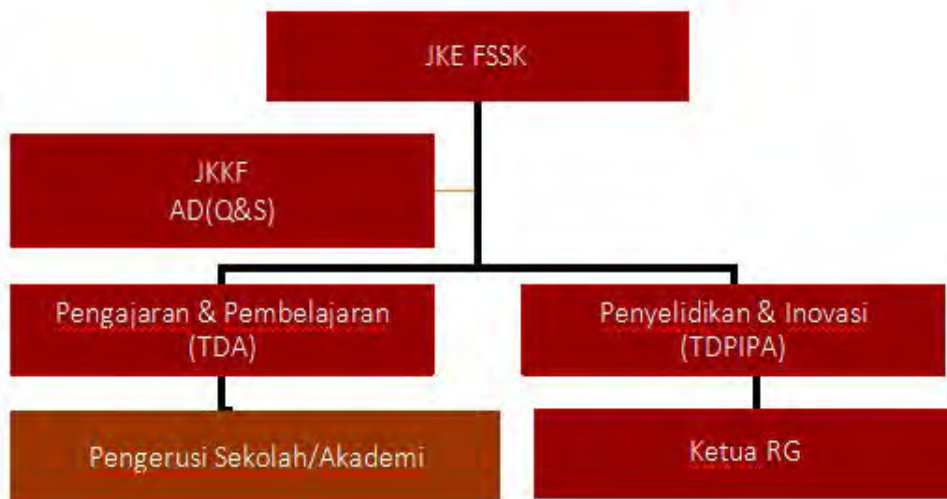 JKE FSSK
JKKF
AD(Q&S)
Pengajaran & Pembelajaran
(TDA)
Penyelidikan & Inovasi
(TDPIPA)
Pengerusi Sekolah/Akademi
Ketua RG